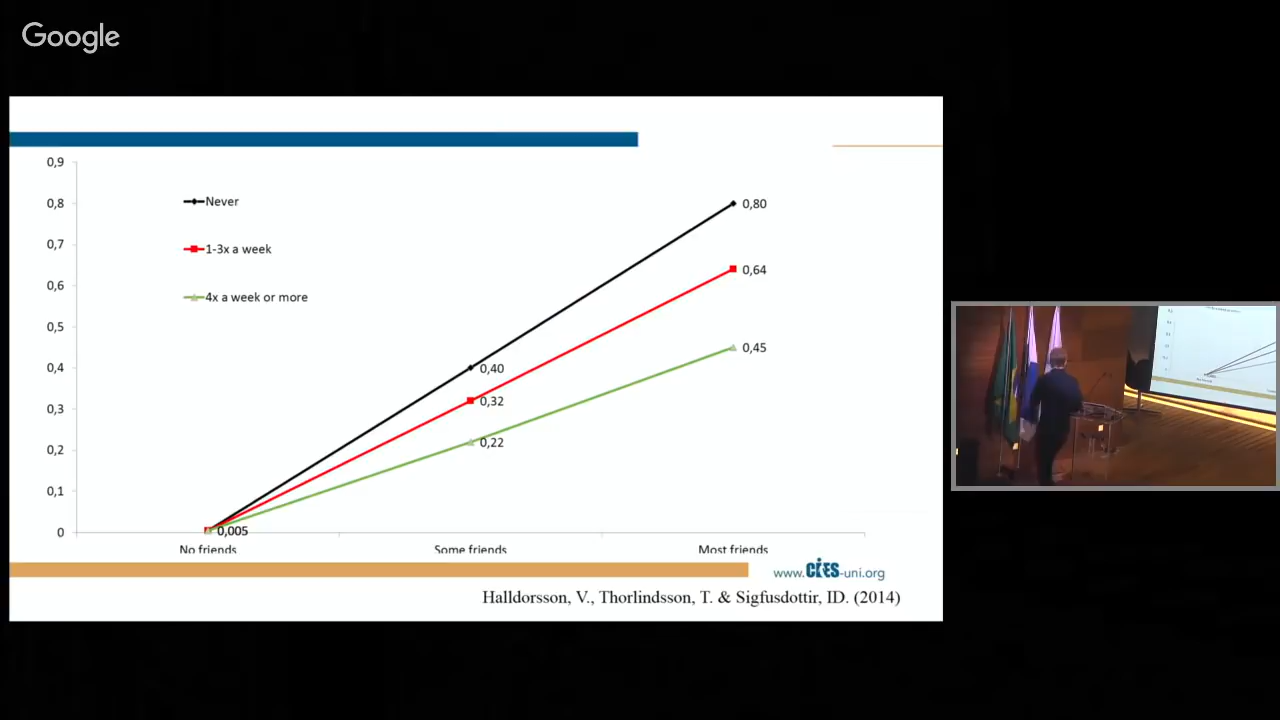 Google
0,9
0,8
0,7
0,6
0,5
0,4
0,3
0,2
0,1
0
Never
1-3x a week
4x a week or more
0,80
0,64
0,45
0,40
0,32
0,22
0,005
No friends
Some friends
Most friends
www.CIES-uni.org
Halldorsson, V., Thorlindsson, T. & Sigfusdottir, ID. (2014)